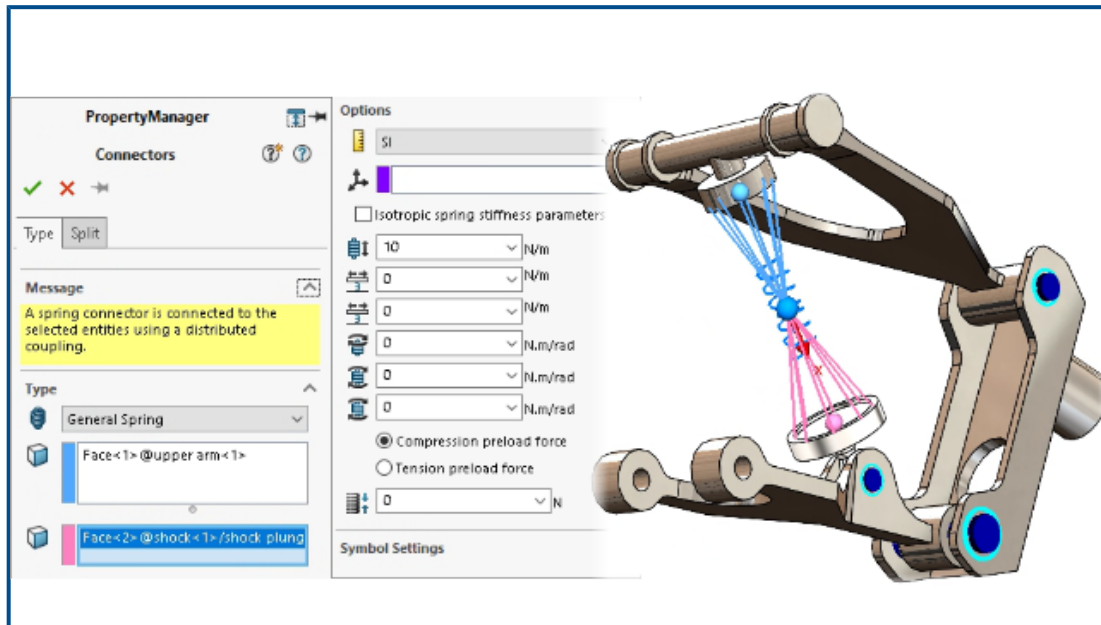 PropertyManager
Connectors
Type
Split
Message
A spring connector is connected to the
selected entities using a distributed
coupling.
Type
General Spring
Face<1>@upper arm<1>
Face<2>@shock<1>/shock plung
Options
SI
Isotropic spring stiffness parameters
10 N/m
0 N/m
0 N/m
0 N.m/rad
0 N.m/rad
0 N.m/rad
Compression preload force
Tension preload force
0 N
Symbol Settings
x